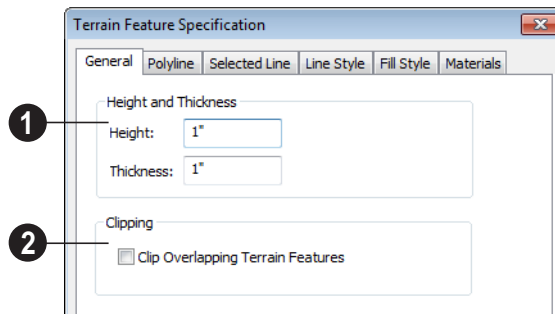 Terrain Feature Specification
General Polyline Selected Line Line Style Fill Style Materials
Height and Thickness
1
Height: 1"
Thickness: 1"
Clipping
2
Clip Overlapping Terrain Features